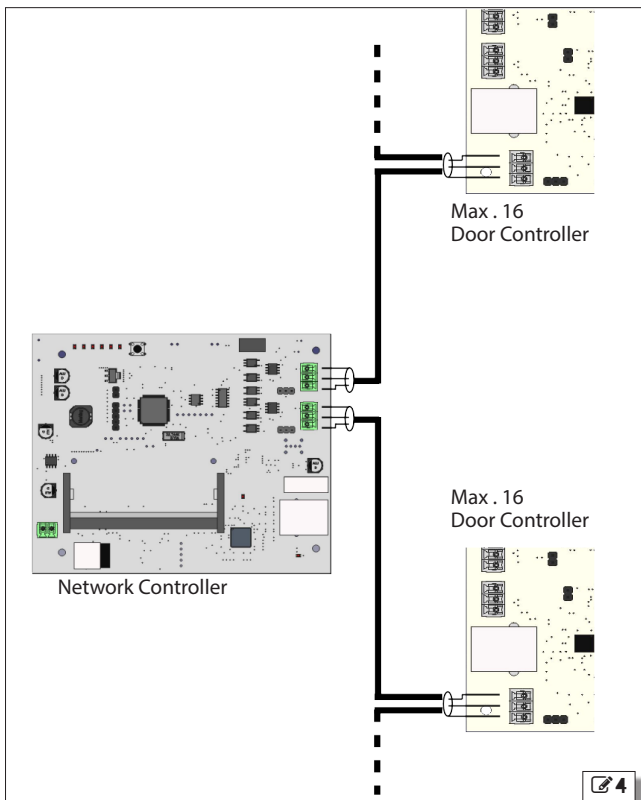 Max . 16
Door Controller
Network Controller
Max . 16
Door Controller
4